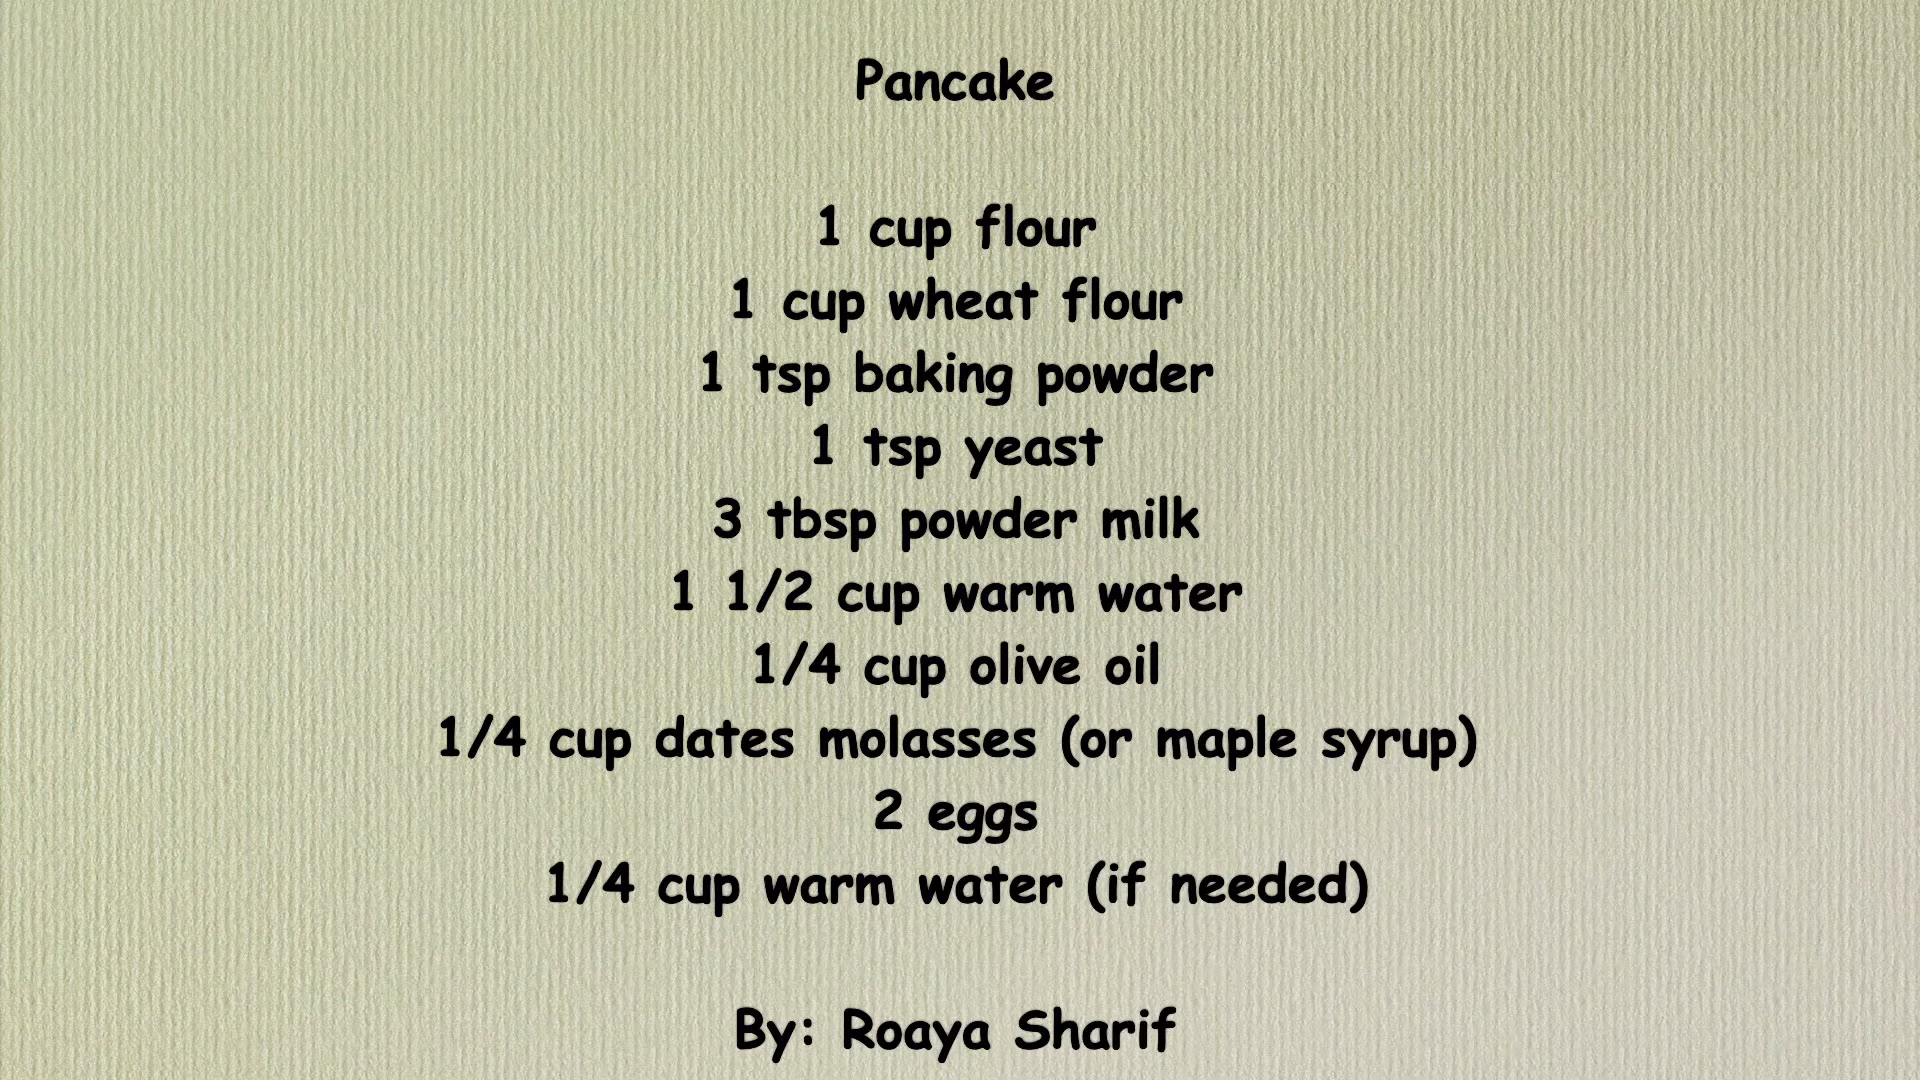 Pancake
1 cup flour
1 cup wheat flour
1 tsp baking powder
1 tsp yeast
3 tbsp powder milk
1 1/2 cup warm water
1/4 cup olive oil
1/4 cup dates molasses (or maple syrup)
2 eggs
1/4 cup warm water (if needed)
By: Roaya Sharif